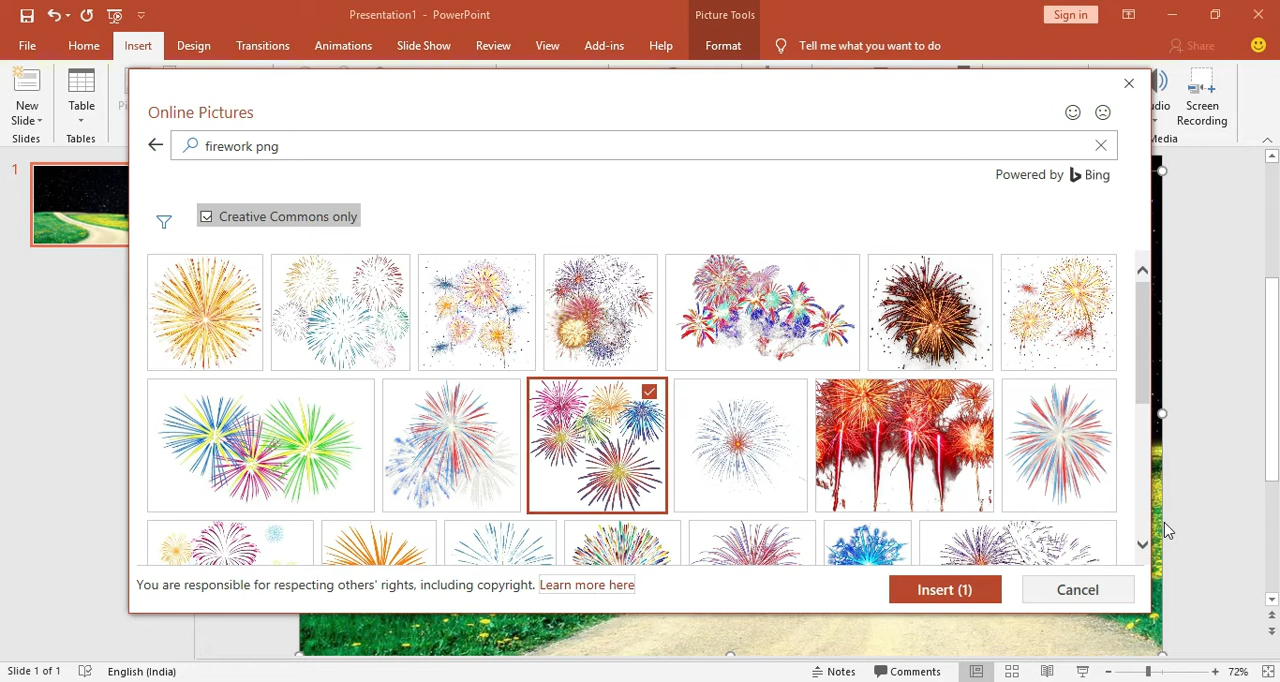 Presentation1 - PowerPoint
Picture Tools
Sign in
File Home Insert Design Transitions Animations Slide Show Review View Add-ins Help Format Tell me what you want to do Share
New Slide
Table
Screen Recording
Slides Tables
Online Pictures
firework png
Powered by Bing
Creative Commons only
1
You are responsible for respecting others' rights, including copyright. Learn more here
Insert (1) Cancel
Slide 1 of 1 English (India) Notes Comments 72%